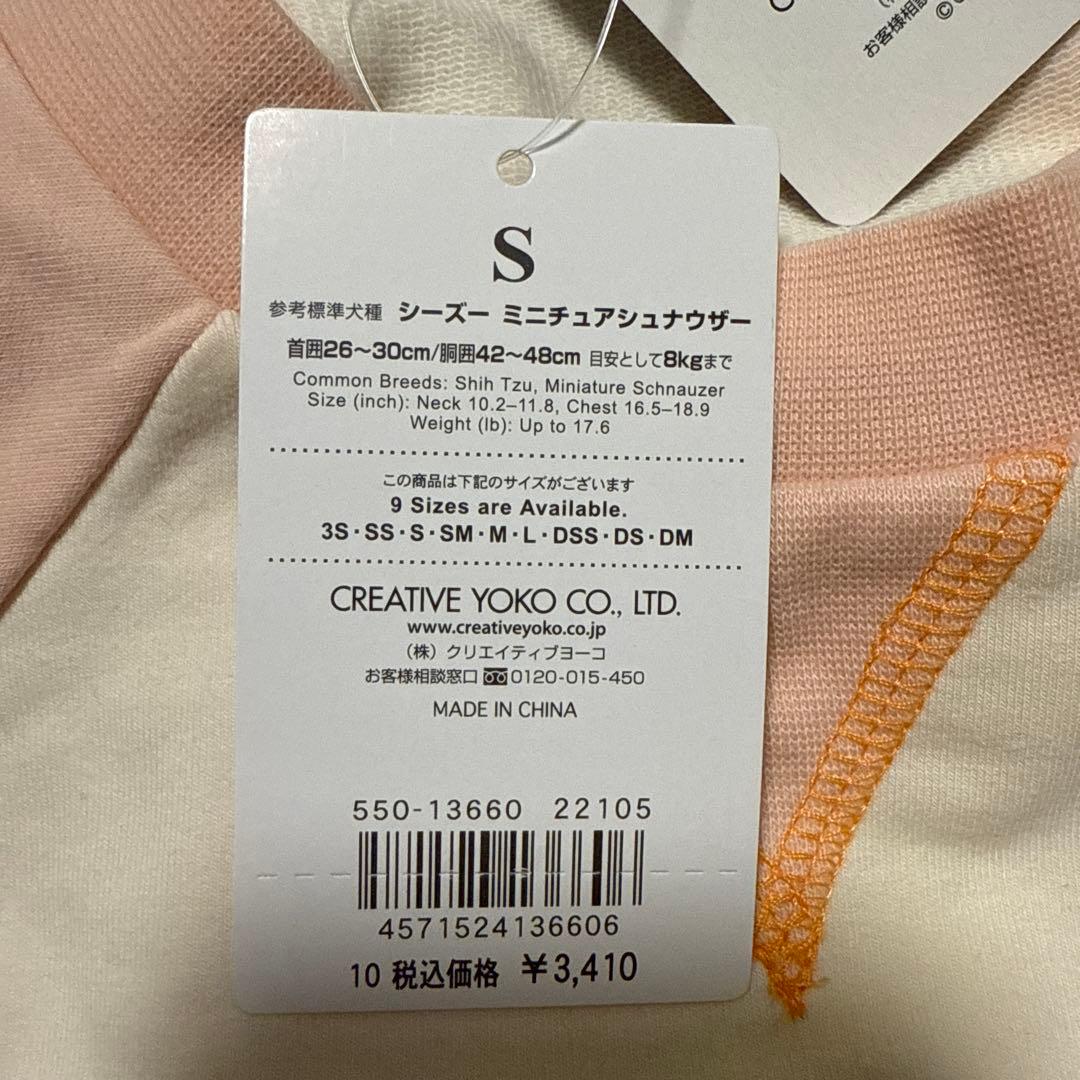 お客様相談
S
参考標準犬種 シーズー ミニチュアシュナウザー
首囲26～30cm/胴囲42～48cm 目安として8kgまで
Common Breeds: Shih Tzu, Miniature Schnauzer
Size (inch): Neck 10.2–11.8, Chest 16.5–18.9
Weight (lb): Up to 17.6
この商品は下記のサイズがございます
9 Sizes are Available.
3S・SS・S・SM・M・L・DSS・DS・DM
CREATIVE YOKO CO., LTD.
www.creativeyoko.co.jp
（株）クリエイティブヨーコ
お客様相談窓口 0120-015-450
MADE IN CHINA
550-13660 22105
4571524136606
10 税込価格 ￥3,410